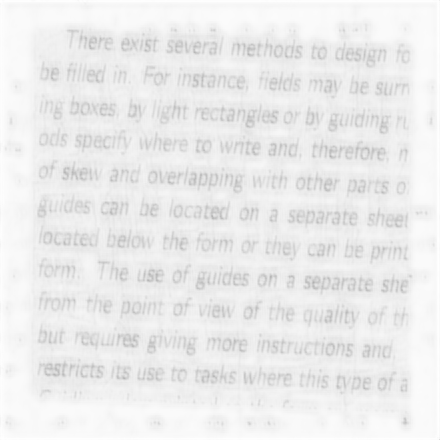 There exist several methods to design fo
be filled in. For instance, fields may be surr
ing boxes, by light rectangles or by guiding ru
ods specify where to write and, therefore, m
of skew and overlapping with other parts o
guides can be located on a separate sheet
located below the form or they can be print
form. The use of guides on a separate she
from the point of view of the quality of th
but requires giving more instructions and,
restricts its use to tasks where this type of a